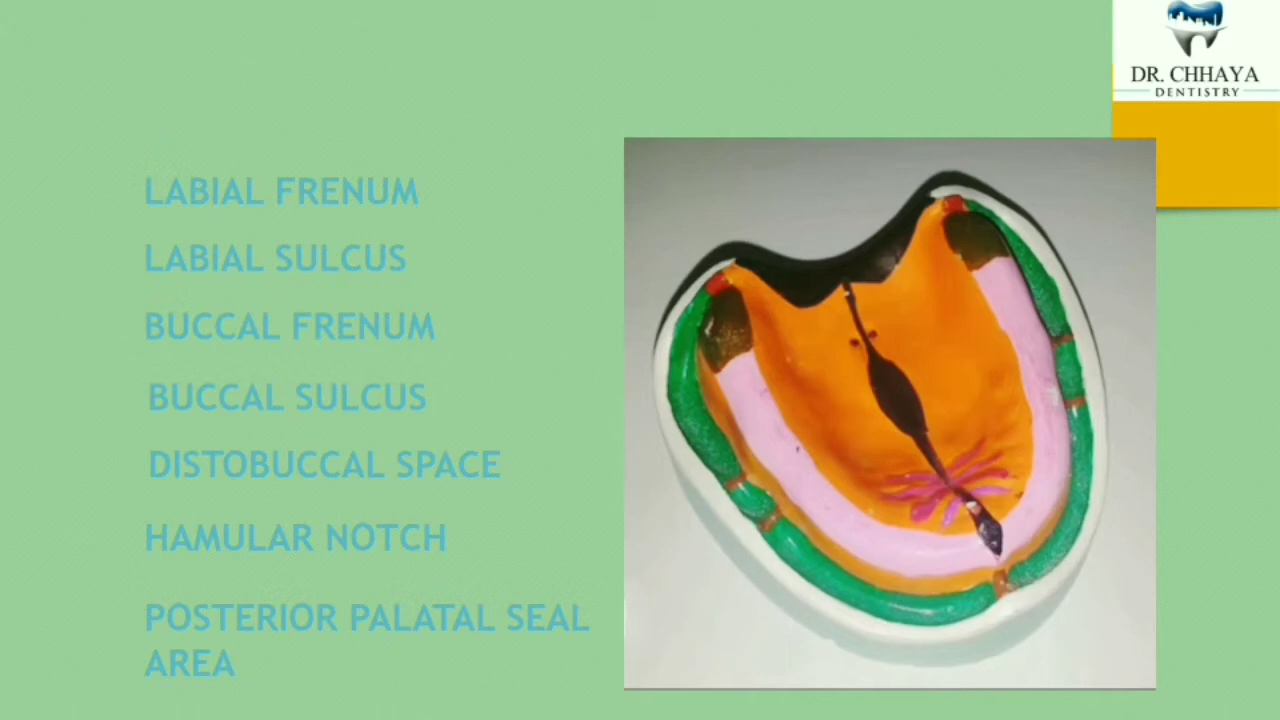 DR. CHHAYA
DENTISTRY
LABIAL FRENUM
LABIAL SULCUS
BUCCAL FRENUM
BUCCAL SULCUS
DISTOBUCCAL SPACE
HAMULAR NOTCH
POSTERIOR PALATAL SEAL
AREA